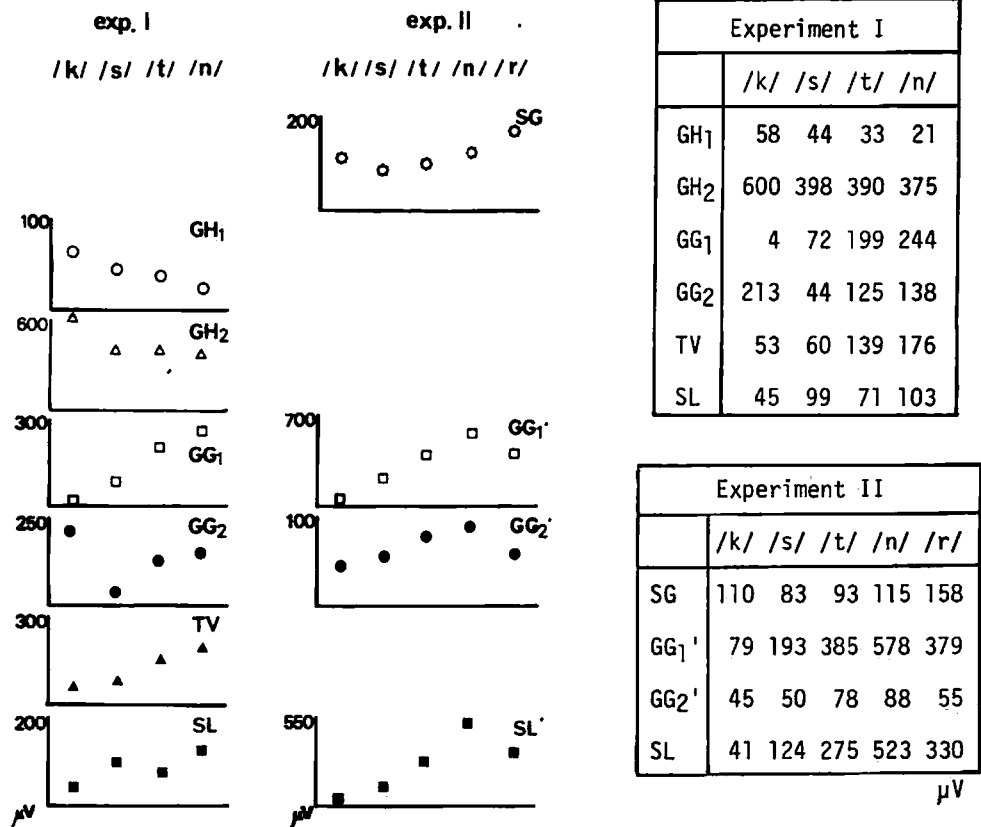 exp. I
/k/ /s/ /t/ /n/
100
GH1
600
GH2
300
GG1
250
GG2
300
TV
200
SL
μV
exp. II
/k/ /s/ /t/ /n/ /r/
200
SG
700
GG1'
100
GG2'
550
SL'
μV
Experiment I
/k/ /s/ /t/ /n/
GH1 58 44 33 21
GH2 600 398 390 375
GG1 4 72 199 244
GG2 213 44 125 138
TV 53 60 139 176
SL 45 99 71 103
Experiment II
/k/ /s/ /t/ /n/ /r/
SG 110 83 93 115 158
GG1' 79 193 385 578 379
GG2' 45 50 78 88 55
SL 41 124 275 523 330
μV